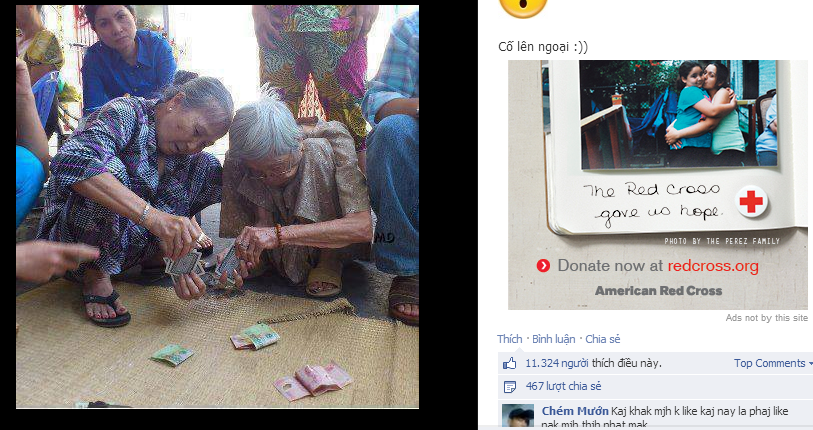 Cố lên ngoại :))
MD
The Red Cross
gave us hope.
PHOTO BY THE PEREZ FAMILY
Donate now at redcross.org
American Red Cross
Ads not by this site
Thích · Bình luận · Chia sẻ
11.324 người thích điều này.
Top Comments
467 lượt chia sẻ
Chém Mướn Kaj khak mjh k like kaj nay la phaj like
nak mjh thjh nhat mak